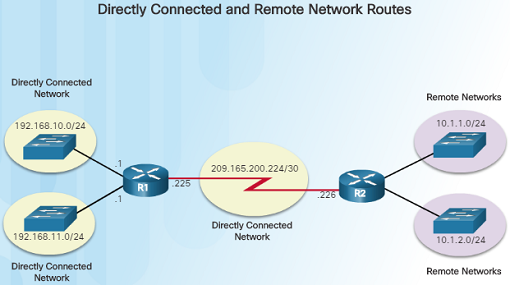 Directly Connected and Remote Network Routes
Directly Connected
Network
192.168.10.0/24
.1
R1
.225
.1
192.168.11.0/24
Directly Connected
Network
209.165.200.224/30
.226
Directly Connected
Network
R2
Remote Networks
10.1.1.0/24
10.1.2.0/24
Remote Networks